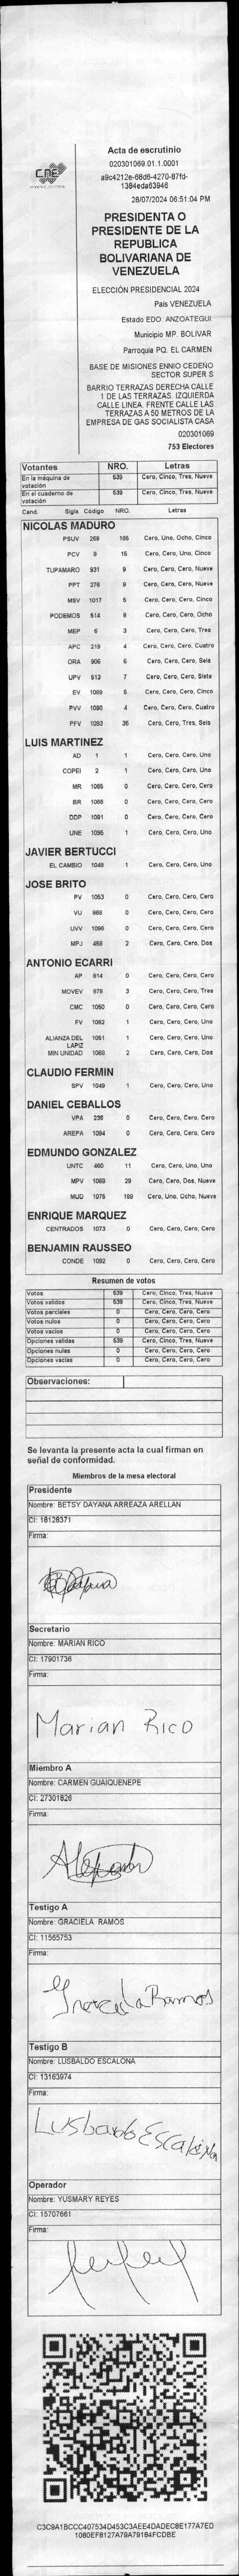 CNE
Acta de escrutinio
020301069.01.1.0001
a9c4212e-68d6-4270-87fd-
1384eda63946
28/07/2024 06:51:04 PM
PRESIDENTA O
PRESIDENTE DE LA
REPUBLICA
BOLIVARIANA DE
VENEZUELA
ELECCIÓN PRESIDENCIAL 2024
Pais VENEZUELA
Estado EDO. ANZOATEGUI
Municipio MP. BOLIVAR
Parroquia PQ. EL CARMEN
BASE DE MISIONES ENNIO CEDEÑO
SECTOR SUPER S
BARRIO TERRAZAS DERECHA CALLE
1 DE LAS TERRAZAS. IZQUIERDA
CALLE LINEA. FRENTE CALLE LAS
TERRAZAS A 50 METROS DE LA
EMPRESA DE GAS SOCIALISTA CASA
020301069
753 Electores
Votantes NRO. Letras
En la máquina de votación 539 Cero, Cinco, Tres, Nueve
En el cuaderno de votación 539 Cero, Cinco, Tres, Nueve
Cand. Sigla Código NRO. Letras
NICOLAS MADURO
PSUV 269 185 Cero, Uno, Ocho, Cinco
PCV 9 15 Cero, Cero, Uno, Cinco
TUPAMARO 931 9 Cero, Cero, Cero, Nueve
PPT 276 9 Cero, Cero, Cero, Nueve
MSV 1017 5 Cero, Cero, Cero, Cinco
PODEMOS 514 8 Cero, Cero, Cero, Ocho
MEP 6 3 Cero, Cero, Cero, Tres
APC 219 4 Cero, Cero, Cero, Cuatro
ORA 906 6 Cero, Cero, Cero, Seis
UPV 513 7 Cero, Cero, Cero, Siete
EV 1089 5 Cero, Cero, Cero, Cinco
PVV 1090 4 Cero, Cero, Cero, Cuatro
PFV 1093 36 Cero, Cero, Tres, Seis
LUIS MARTINEZ
AD 1 1 Cero, Cero, Cero, Uno
COPEI 2 1 Cero, Cero, Cero, Uno
MR 1065 0 Cero, Cero, Cero, Cero
BR 1066 0 Cero, Cero, Cero, Cero
DDP 1091 0 Cero, Cero, Cero, Cero
UNE 1095 1 Cero, Cero, Cero, Uno
JAVIER BERTUCCI
EL CAMBIO 1048 1 Cero, Cero, Cero, Uno
JOSE BRITO
PV 1053 0 Cero, Cero, Cero, Cero
VU 868 0 Cero, Cero, Cero, Cero
UVV 1096 0 Cero, Cero, Cero, Cero
MPJ 458 2 Cero, Cero, Cero, Dos
ANTONIO ECARRI
AP 814 0 Cero, Cero, Cero, Cero
MOVEV 878 3 Cero, Cero, Cero, Tres
CMC 1050 0 Cero, Cero, Cero, Cero
FV 1062 1 Cero, Cero, Cero, Uno
ALIANZA DEL LAPIZ 1051 1 Cero, Cero, Cero, Uno
MIN UNIDAD 1068 2 Cero, Cero, Cero, Dos
CLAUDIO FERMIN
SPV 1049 1 Cero, Cero, Cero, Uno
DANIEL CEBALLOS
VPA 236 0 Cero, Cero, Cero, Cero
AREPA 1094 0 Cero, Cero, Cero, Cero
EDMUNDO GONZALEZ
UNTC 460 11 Cero, Cero, Uno, Uno
MPV 1069 29 Cero, Cero, Dos, Nueve
MUD 1075 189 Cero, Uno, Ocho, Nueve
ENRIQUE MARQUEZ
CENTRADOS 1073 0 Cero, Cero, Cero, Cero
BENJAMIN RAUSSEO
CONDE 1092 0 Cero, Cero, Cero, Cero
Resumen de votos
Votos 539 Cero, Cinco, Tres, Nueve
Votos validos 539 Cero, Cinco, Tres, Nueve
Votos parciales 0 Cero, Cero, Cero, Cero
Votos nulos 0 Cero, Cero, Cero, Cero
Votos vacios 0 Cero, Cero, Cero, Cero
Opciones validas 539 Cero, Cinco, Tres, Nueve
Opciones nulas 0 Cero, Cero, Cero, Cero
Opciones vacias 0 Cero, Cero, Cero, Cero
Observaciones:
Se levanta la presente acta la cual firman en
señal de conformidad.
Miembros de la mesa electoral
Presidente
Nombre: BETSY DAYANA ARREAZA ARELLAN
CI: 18128371
Firma:
Secretario
Nombre: MARIAN RICO
CI: 17901736
Firma:
Marian Rico
Miembro A
Nombre: CARMEN GUAIQUENEPE
CI: 27301826
Firma:
Testigo A
Nombre: GRACIELA RAMOS
CI: 11565753
Firma:
Graciela Ramos
Testigo B
Nombre: LUSBALDO ESCALONA
CI: 13163974
Firma:
Lusbaldo Escalona
Operador
Nombre: YUSMARY REYES
CI: 15707661
Firma:
C3C9A1BCCC407534D453C3AEE4DADEC8E177A7ED
1080EF8127A79A791B4FCDBE